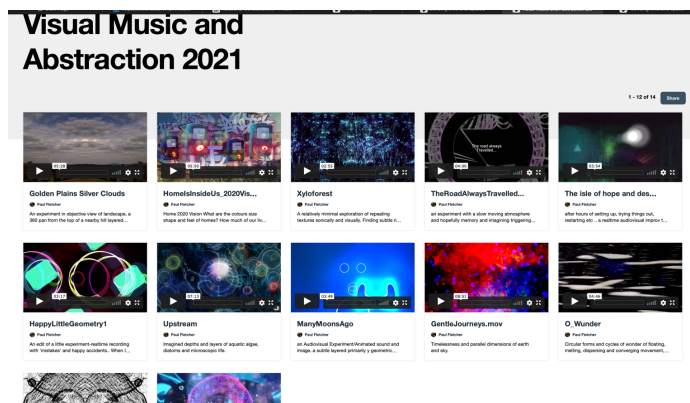 Visual Music and
Abstraction 2021
1 - 12 of 14
Share
05:28
Golden Plains Silver Clouds
Paul Fletcher
An experiment in objective view of landscape, a
360 pan from the top of a nearby hill layered...
05:50
HomeIsInsideUs_2020Vis...
Paul Fletcher
Home 2020 Vision What are the colours size
shape and feel of homes? How much of our liv...
02:55
Xyloforest
Paul Fletcher
A relatively minimal exploration of repeating
textures sonically and visually. Finding subtle ri...
The road always
Travelled...
04:00
TheRoadAlwaysTravelled...
Paul Fletcher
an experiment with a slow moving atmosphere
and hopefully memory and imagining triggering...
03:54
The isle of hope and des...
Paul Fletcher
after hours of setting up, trying things out,
restarting etc .. a realtime audiovisual improv t...
03:17
HappyLittleGeometry1
Paul Fletcher
An edit of a little experiment-realtime recording
with 'mistakes' and happy accidents.. When I...
07:13
Upstream
Paul Fletcher
Imagined depths and layers of aquatic algae,
diatoms and microscopic life.
03:49
ManyMoonsAgo
Paul Fletcher
an Audiovisual Experiment/Animated sound and
image, a subtle layered primarily y geometric...
08:51
GentleJourneys.mov
Paul Fletcher
Timelessness and parallel dimensions of earth
and sky.
04:46
O_Wunder
Paul Fletcher
Circular forms and cycles of wonder of floating,
melting, dispersing and converging movement,...